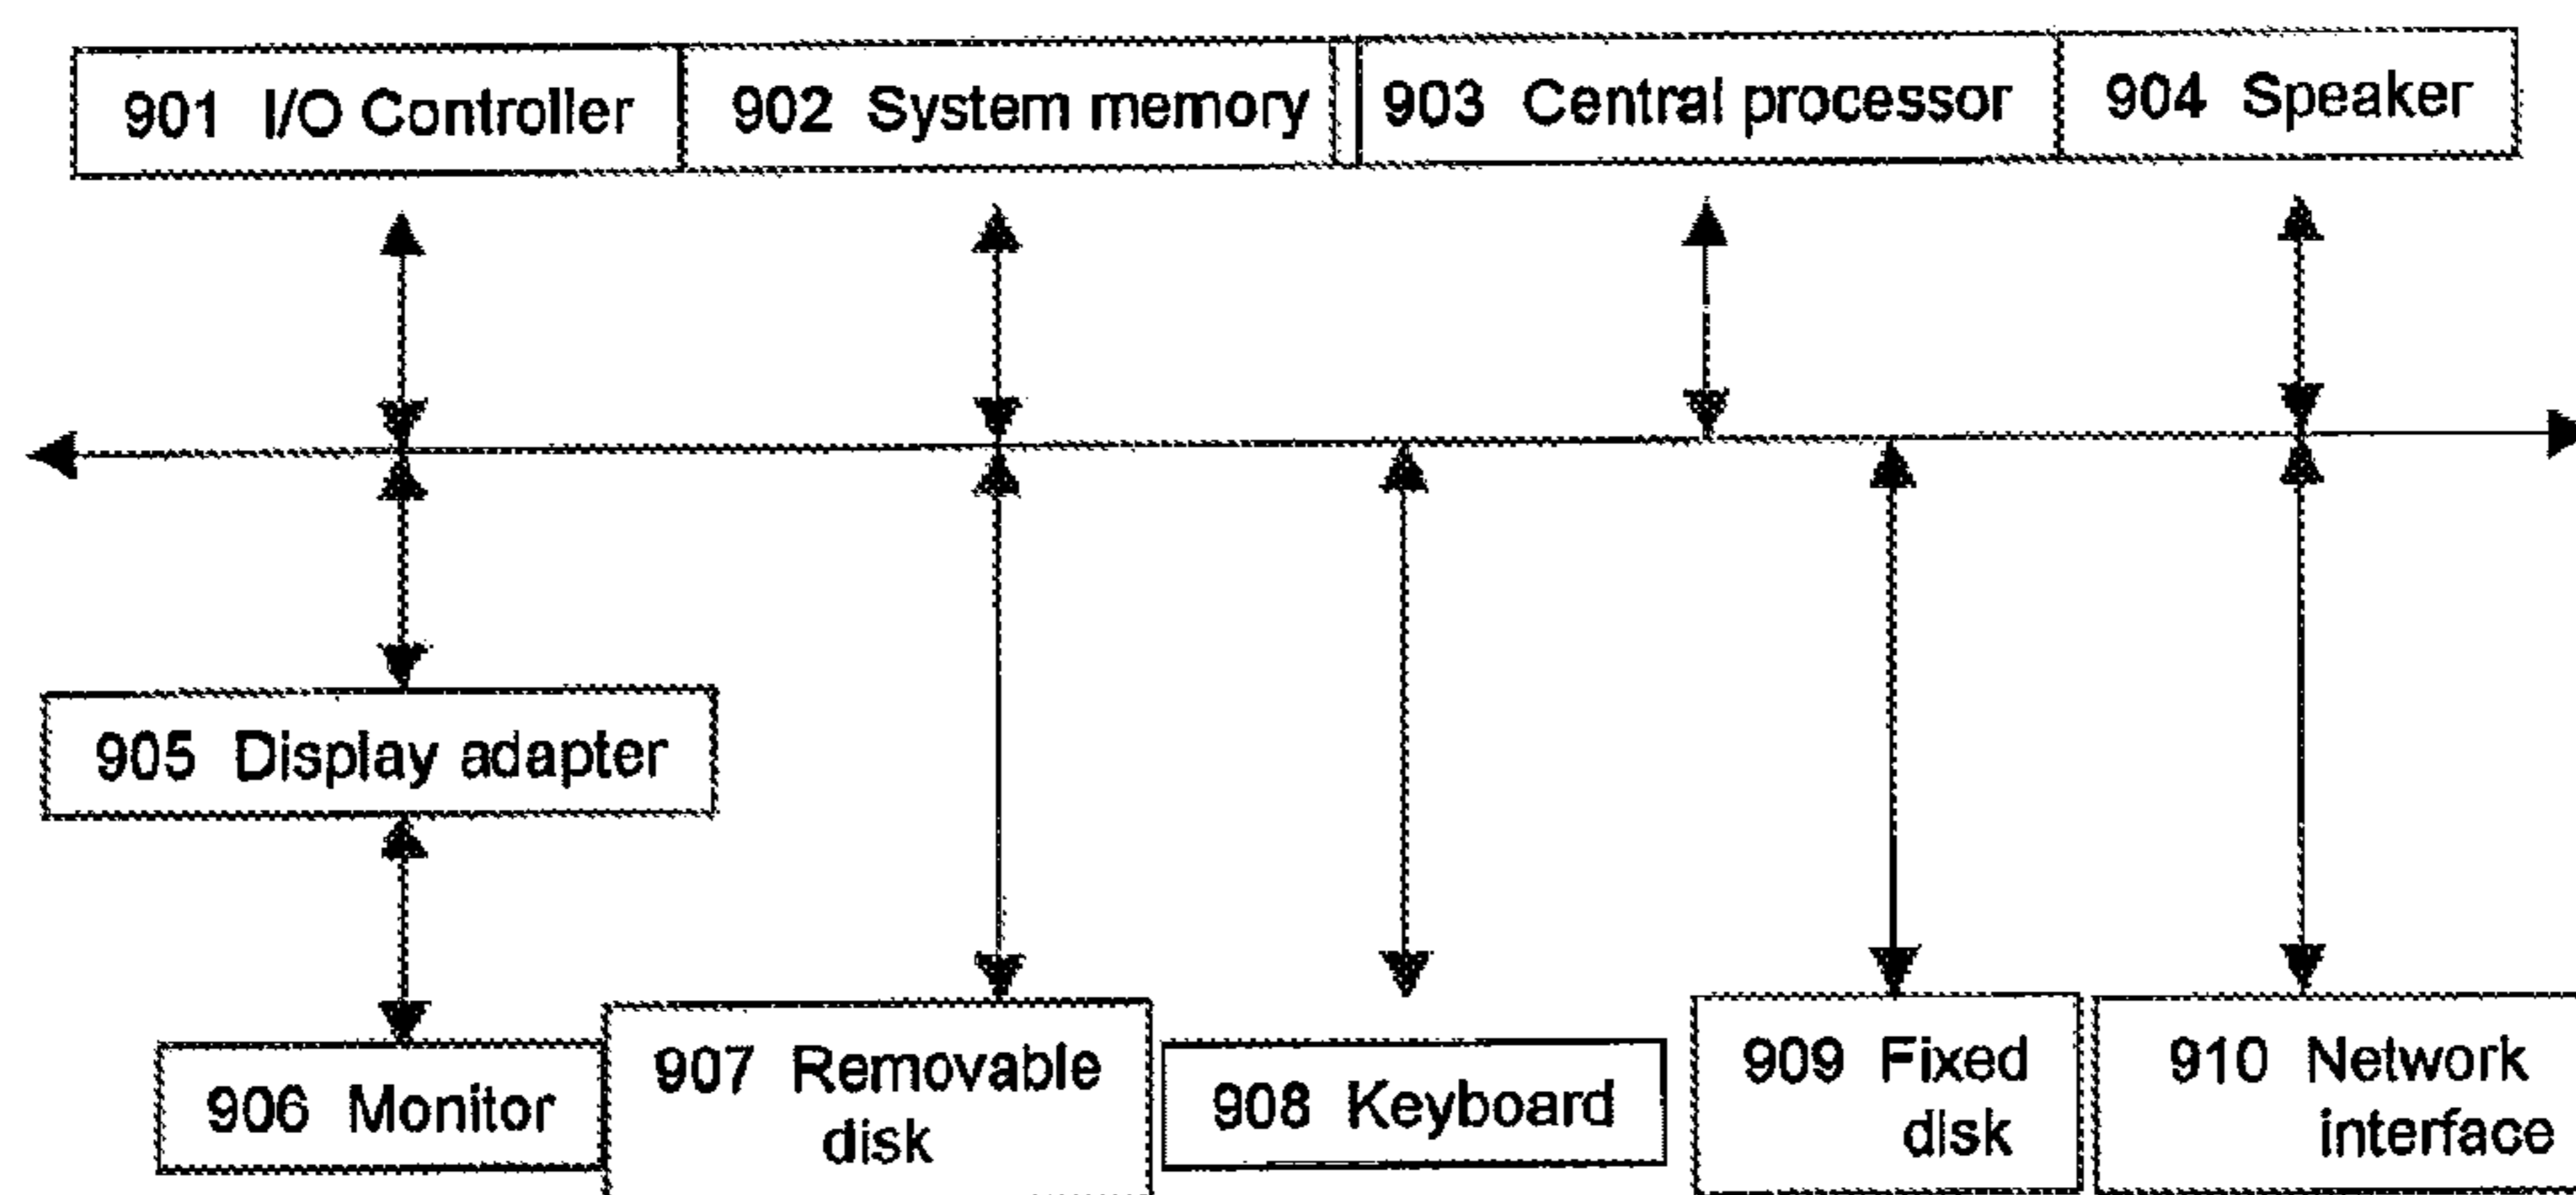 901 I/O Controller
902 System memory
903 Central processor
904 Speaker
905 Display adapter
906 Monitor
907 Removable
disk
908 Keyboard
909 Fixed
disk
910 Network
interface